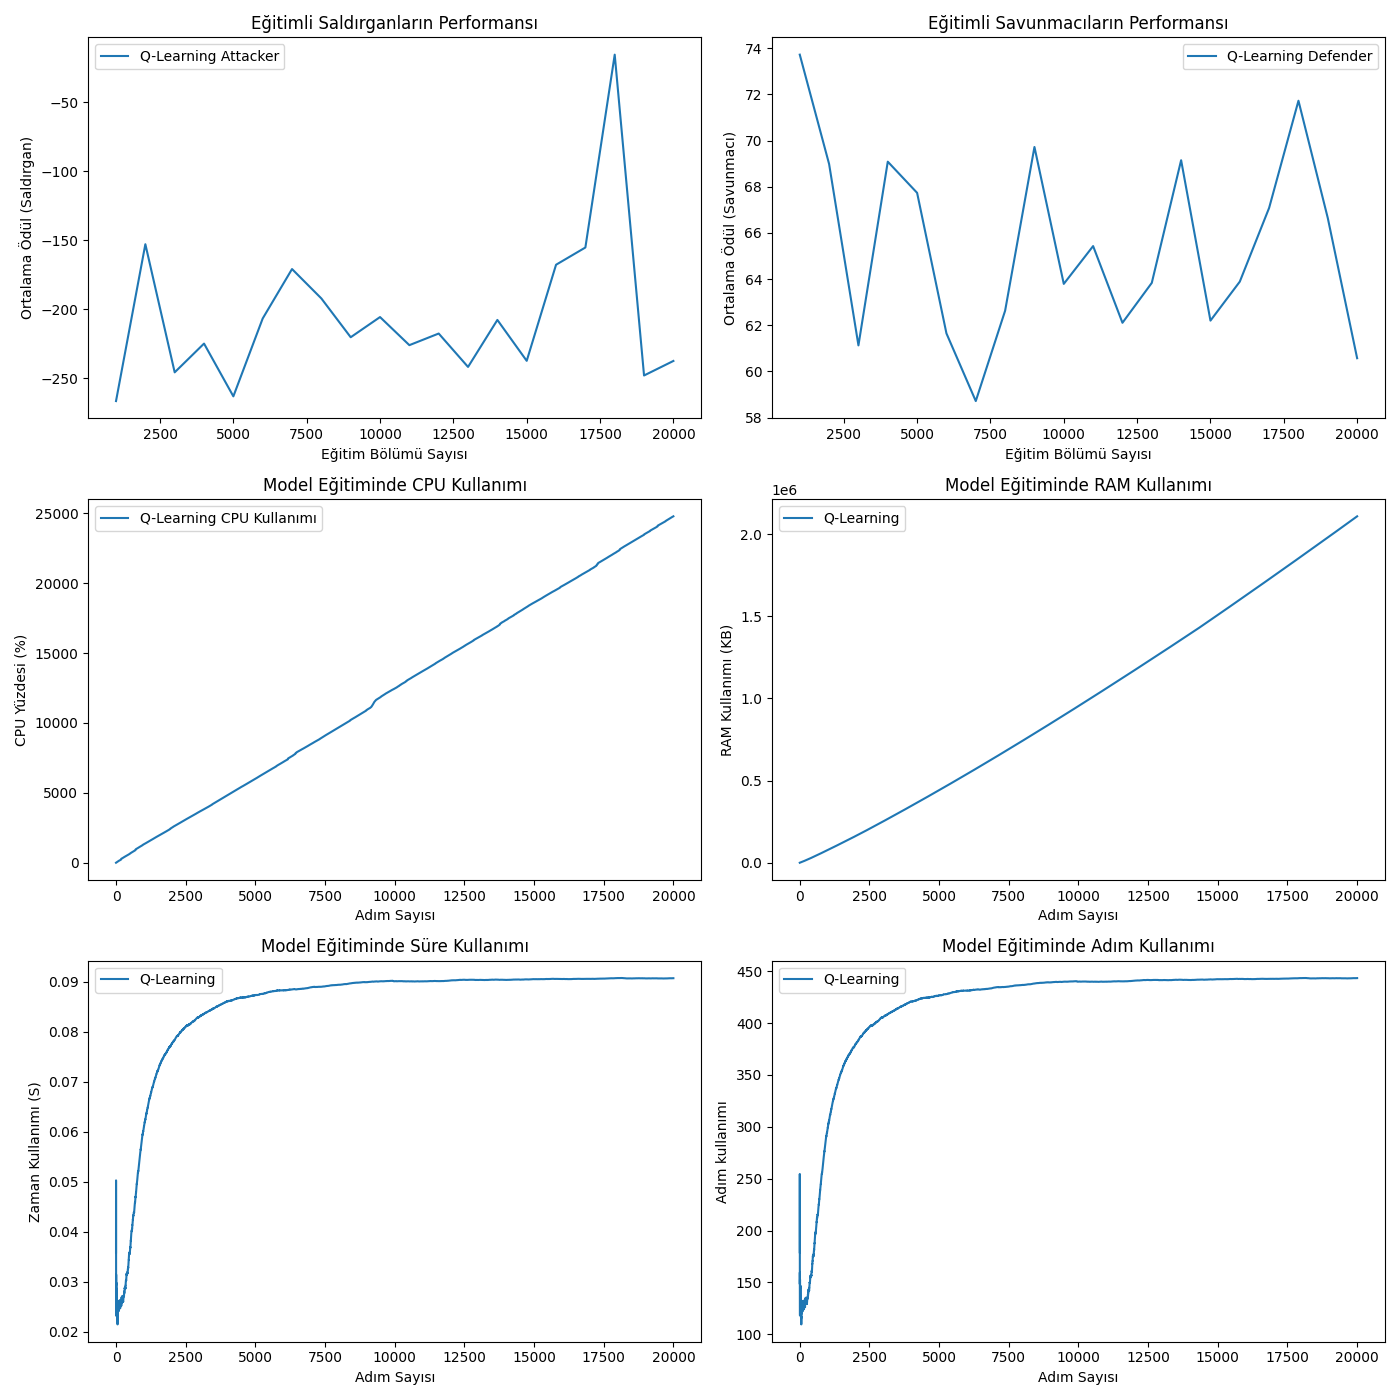 Eğitimli Saldırganların Performansı
Q-Learning Attacker
Ortalama Ödül (Saldırgan)
−50
−100
−150
−200
−250
2500 5000 7500 10000 12500 15000 17500 20000
Eğitim Bölümü Sayısı
Eğitimli Savunmacıların Performansı
Q-Learning Defender
Ortalama Ödül (Savunmacı)
74
72
70
68
66
64
62
60
58
2500 5000 7500 10000 12500 15000 17500 20000
Eğitim Bölümü Sayısı
Model Eğitiminde CPU Kullanımı
Q-Learning CPU Kullanımı
CPU Yüzdesi (%)
25000
20000
15000
10000
5000
0
0 2500 5000 7500 10000 12500 15000 17500 20000
Adım Sayısı
Model Eğitiminde RAM Kullanımı
1e6
Q-Learning
RAM Kullanımı (KB)
2.0
1.5
1.0
0.5
0.0
0 2500 5000 7500 10000 12500 15000 17500 20000
Adım Sayısı
Model Eğitiminde Süre Kullanımı
Q-Learning
Zaman Kullanımı (S)
0.09
0.08
0.07
0.06
0.05
0.04
0.03
0.02
0 2500 5000 7500 10000 12500 15000 17500 20000
Adım Sayısı
Model Eğitiminde Adım Kullanımı
Q-Learning
Adım kullanımı
450
400
350
300
250
200
150
100
0 2500 5000 7500 10000 12500 15000 17500 20000
Adım Sayısı